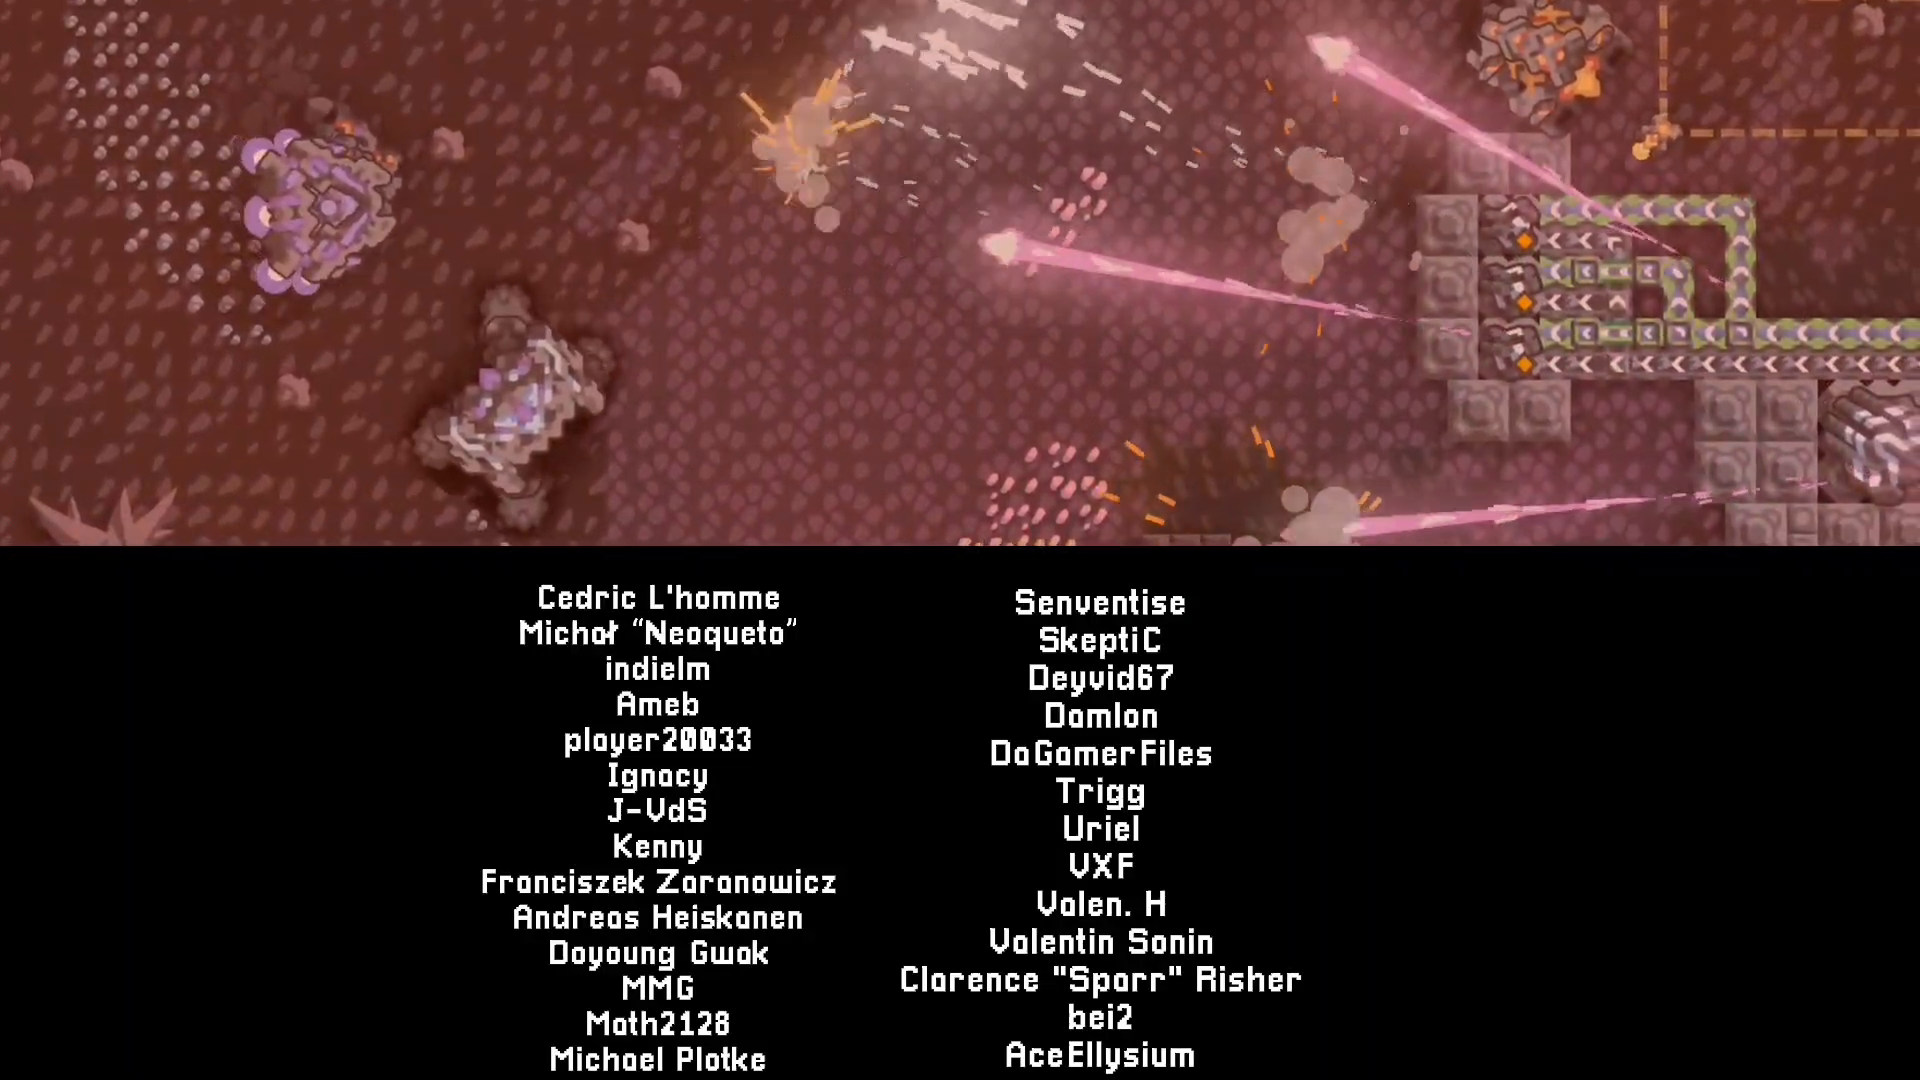 Cedric L'homme
Michał “Neoqueto”
indielm
Ameb
player20033
Ignacy
J-VdS
Kenny
Franciszek Zaranowicz
Andreas Heiskanen
Doyoung Gwak
MMG
Math2128
Michael Plotke
Senventise
SkeptiC
Deyvid67
Damlon
DaGamerFiles
Trigg
Uriel
VXF
Valen. H
Valentin Sonin
Clarence "Sparr" Risher
bei2
AceEllysium